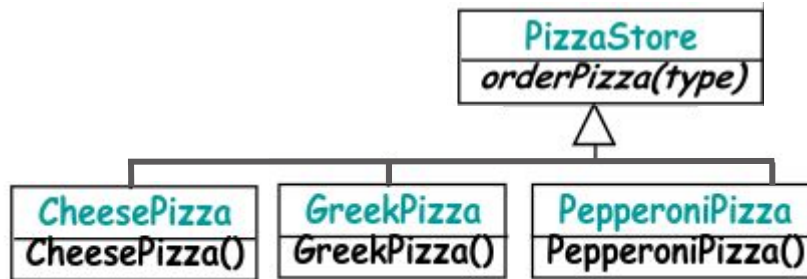 PizzaStore
orderPizza(type)
CheesePizza
CheesePizza()
GreekPizza
GreekPizza()
PepperoniPizza
PepperoniPizza()